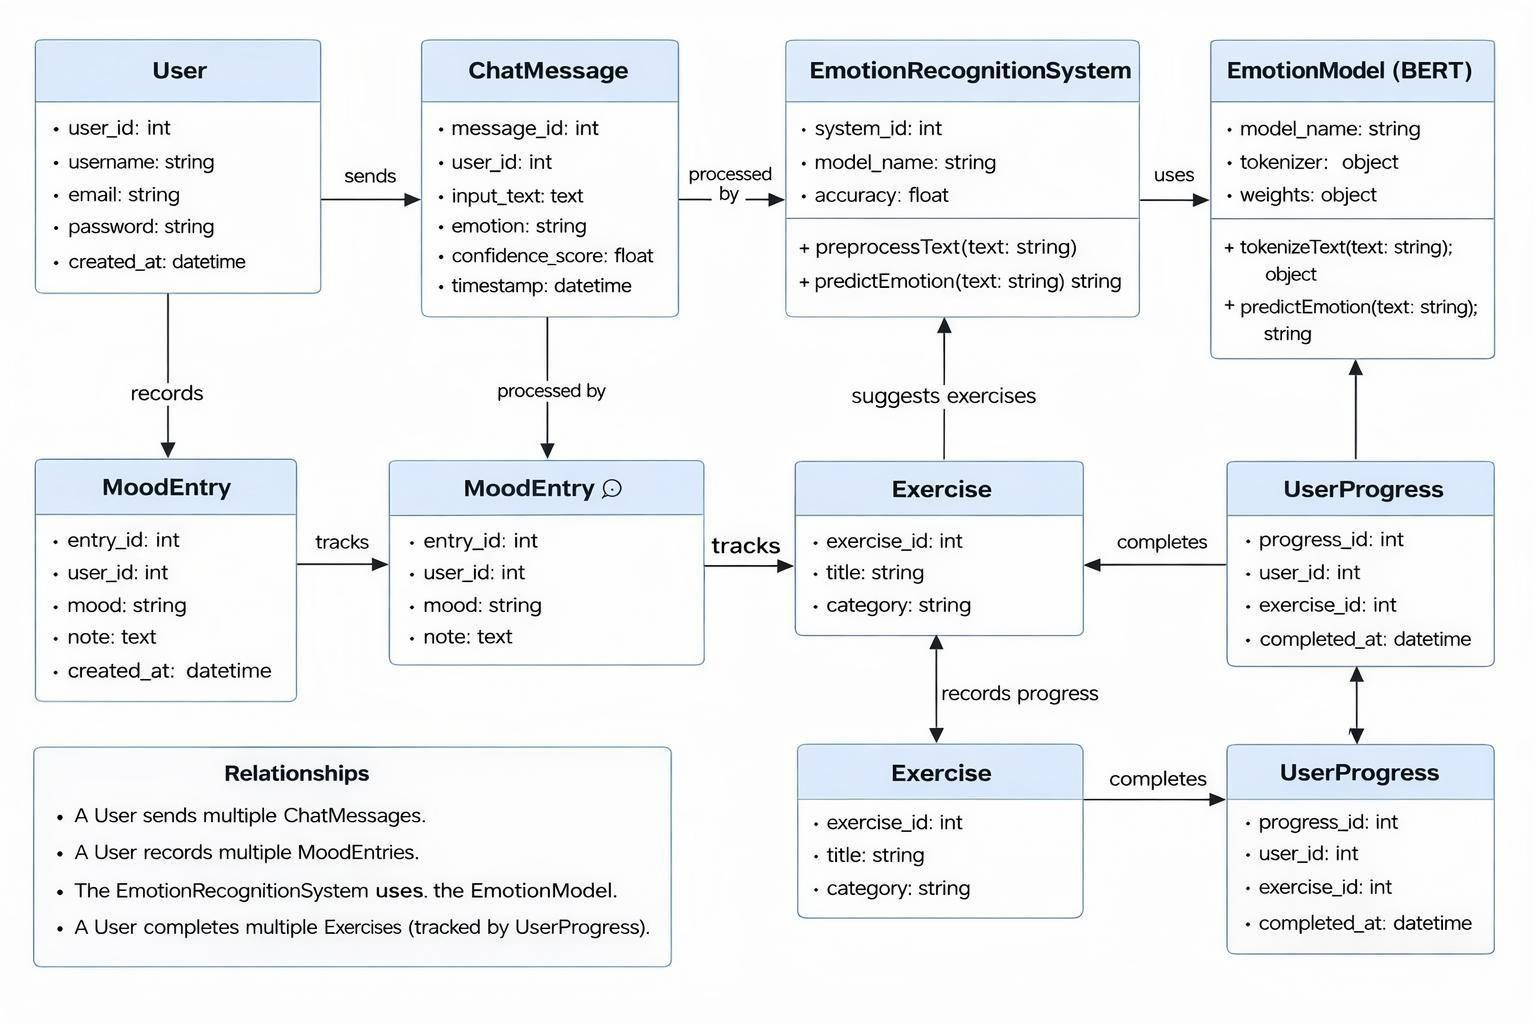 User
• user_id: int
• username: string
• email: string
• password: string
• created_at: datetime
sends
ChatMessage
• message_id: int
• user_id: int
• input_text: text
• emotion: string
• confidence_score: float
• timestamp: datetime
processed
by
EmotionRecognitionSystem
• system_id: int
• model_name: string
• accuracy: float
+ preprocessText(text: string)
+ predictEmotion(text: string) string
uses
EmotionModel (BERT)
• model_name: string
• tokenizer: object
• weights: object
+ tokenizeText(text: string);
object
+ predictEmotion(text: string);
string
records
processed by
suggests exercises
MoodEntry
• entry_id: int
• user_id: int
• mood: string
• note: text
• created_at: datetime
tracks
MoodEntry
• entry_id: int
• user_id: int
• mood: string
• note: text
tracks
Exercise
• exercise_id: int
• title: string
• category: string
completes
UserProgress
• progress_id: int
• user_id: int
• exercise_id: int
• completed_at: datetime
records progress
Relationships
• A User sends multiple ChatMessages.
• A User records multiple MoodEntries.
• The EmotionRecognitionSystem uses. the EmotionModel.
• A User completes multiple Exercises (tracked by UserProgress).
Exercise
• exercise_id: int
• title: string
• category: string
completes
UserProgress
• progress_id: int
• user_id: int
• exercise_id: int
• completed_at: datetime